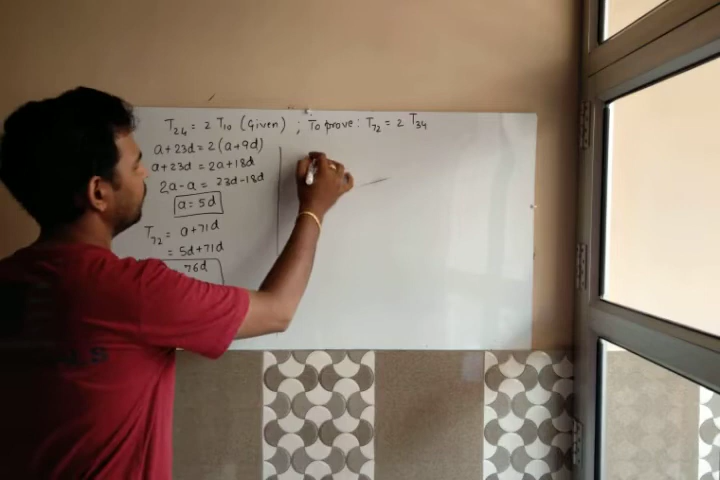 T₂₄ = 2 T₁₀ (Given) ; To prove: T₇₂ = 2 T₃₄
a+23d = 2(a+9d)
a+23d = 2a+18d
2a-a = 23d-18d
a = 5d
T₇₂ = a+71d
= 5d+71d
76d